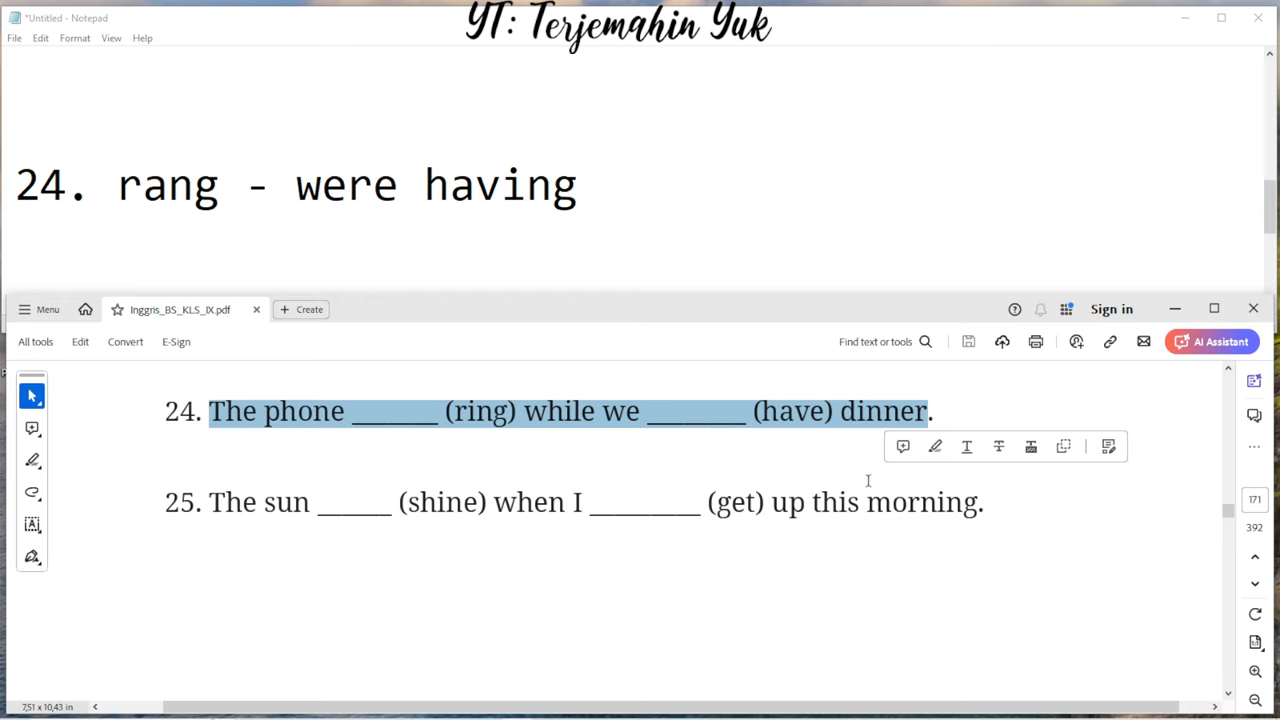 *Untitled - Notepad
YT: Terjemahin Yuk
File Edit Format View Help
24. rang - were having
Menu
Inggris_BS_KLS_IX.pdf
Create
Sign in
All tools
Edit
Convert
E-Sign
Find text or tools
AI Assistant
24. The phone _______ (ring) while we ________ (have) dinner.
25. The sun ______ (shine) when I _________ (get) up this morning.
171
392
7,51 x 10,43 in